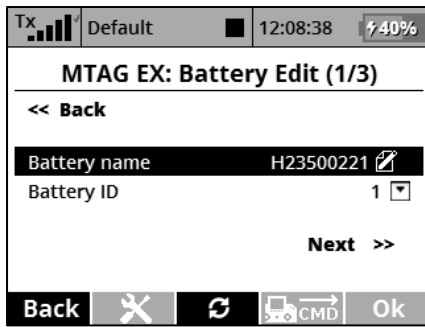 Tx Default 12:08:38 40%
MTAG EX: Battery Edit (1/3)
<< Back
Battery name H23500221
Battery ID 1
Next >>
Back CMD Ok